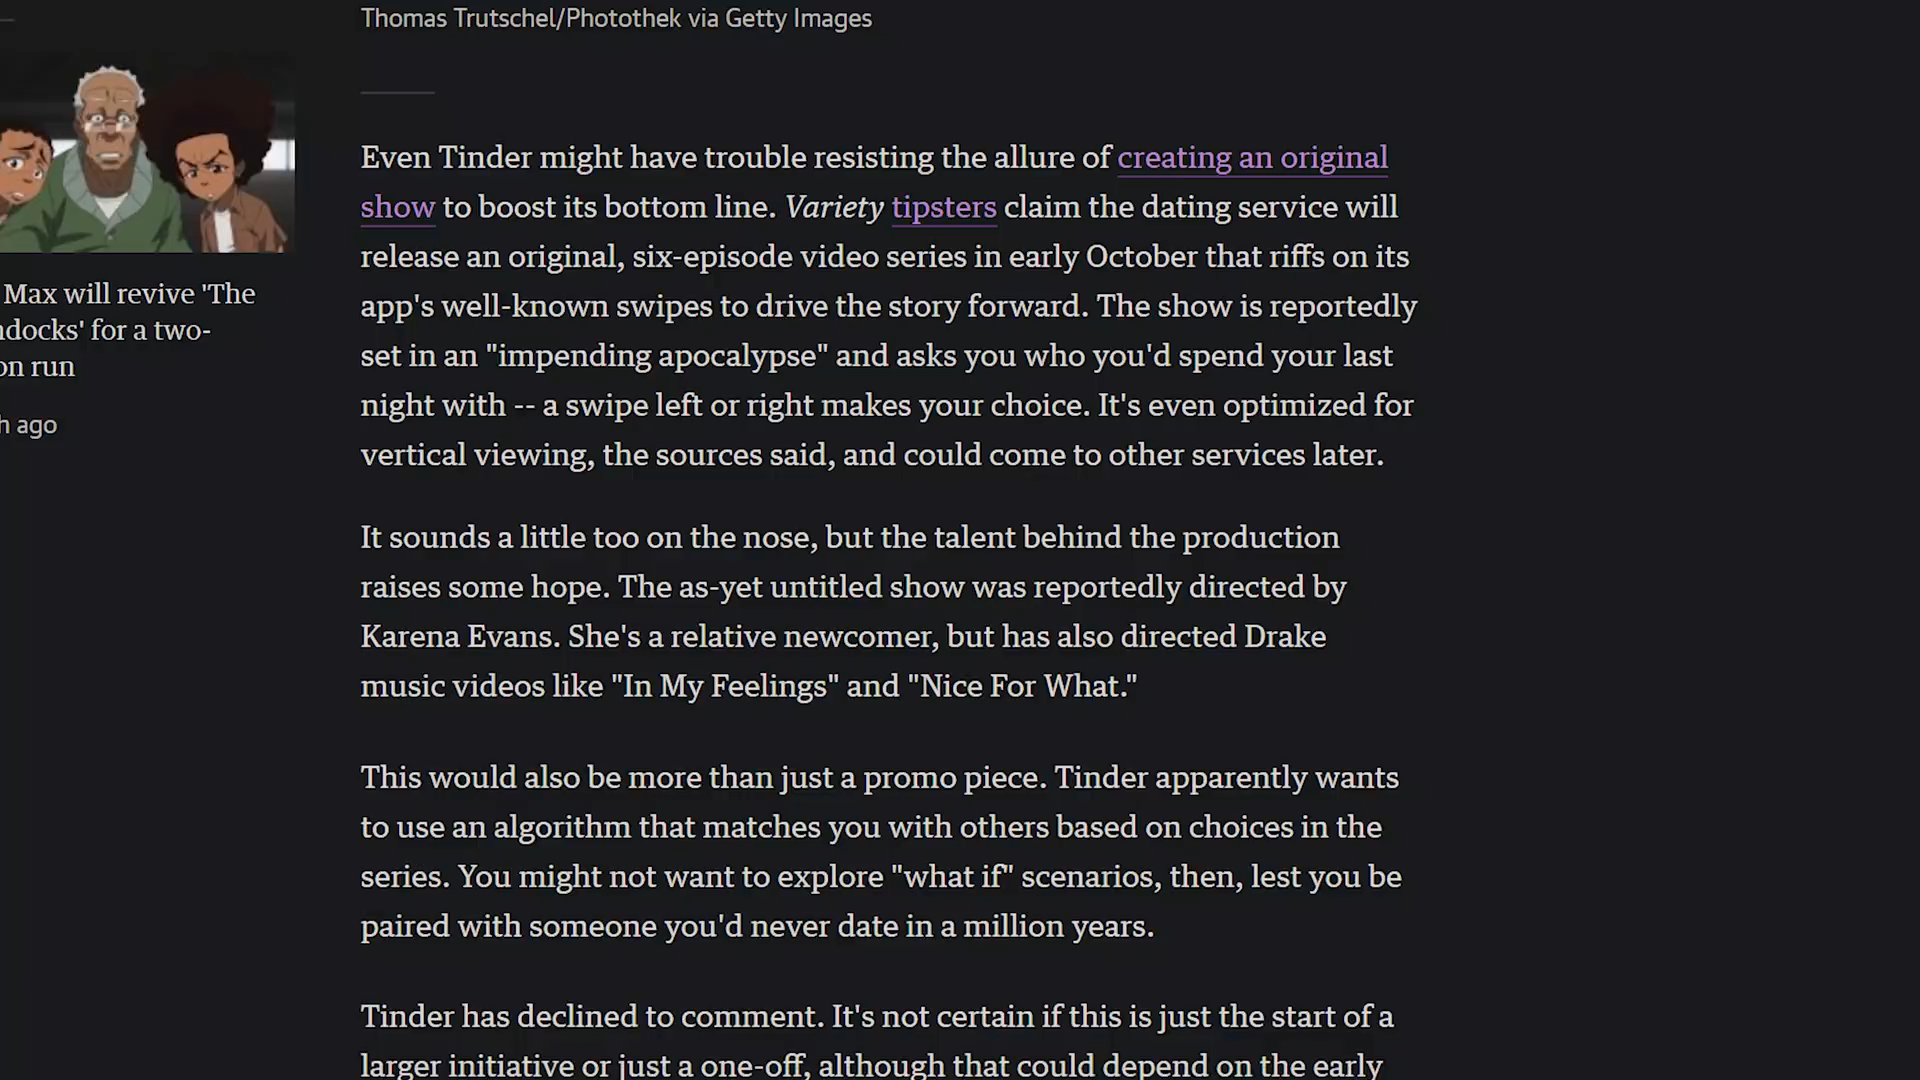 Thomas Trutschel/Photothek via Getty Images
Max will revive 'The
ndocks' for a two-
on run
h ago
Even Tinder might have trouble resisting the allure of creating an original
show to boost its bottom line. Variety tipsters claim the dating service will
release an original, six-episode video series in early October that riffs on its
app's well-known swipes to drive the story forward. The show is reportedly
set in an "impending apocalypse" and asks you who you'd spend your last
night with -- a swipe left or right makes your choice. It's even optimized for
vertical viewing, the sources said, and could come to other services later.
It sounds a little too on the nose, but the talent behind the production
raises some hope. The as-yet untitled show was reportedly directed by
Karena Evans. She's a relative newcomer, but has also directed Drake
music videos like "In My Feelings" and "Nice For What."
This would also be more than just a promo piece. Tinder apparently wants
to use an algorithm that matches you with others based on choices in the
series. You might not want to explore "what if" scenarios, then, lest you be
paired with someone you'd never date in a million years.
Tinder has declined to comment. It's not certain if this is just the start of a
larger initiative or just a one-off, although that could depend on the early